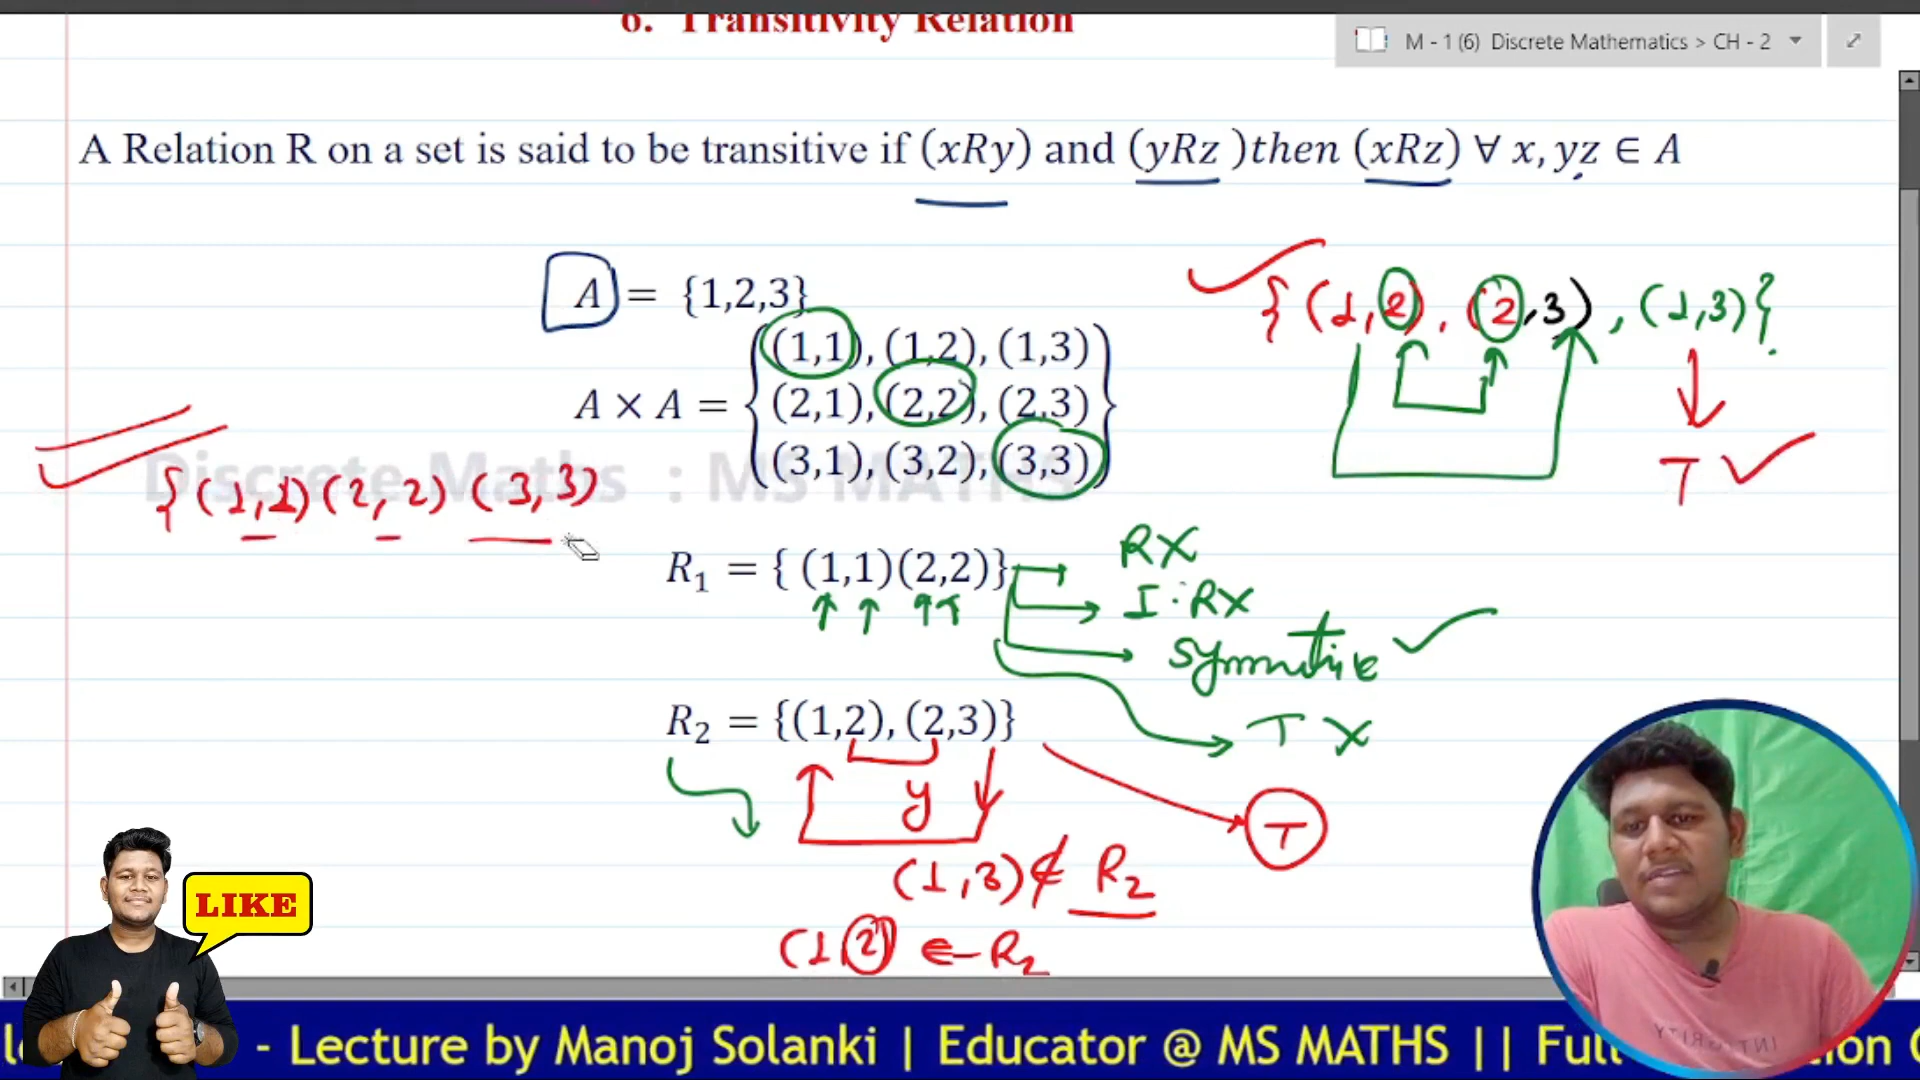 6. Transitivity Relation
M - 1 (6) Discrete Mathematics > CH - 2
A Relation R on a set is said to be transitive if (xRy) and (yRz )then (xRz) ∀ x, yz ∈ A
A = {1,2,3}
{(1,2), (2,3), (1,3)}
A × A = {(1,1), (1,2), (1,3)
(2,1), (2,2), (2,3)
(3,1), (3,2), (3,3)}
T
Discrete Maths : MS MATHS
{(1,1)(2,2) (3,3)
R₁ = { (1,1)(2,2)}
RX
I:RX
Symmetric
T X
R₂ = {(1,2), (2,3)}
y
T
(1,3) ∉ R₂
(1,2) ∈ R₂
LIKE
- Lecture by Manoj Solanki | Educator @ MS MATHS || Full